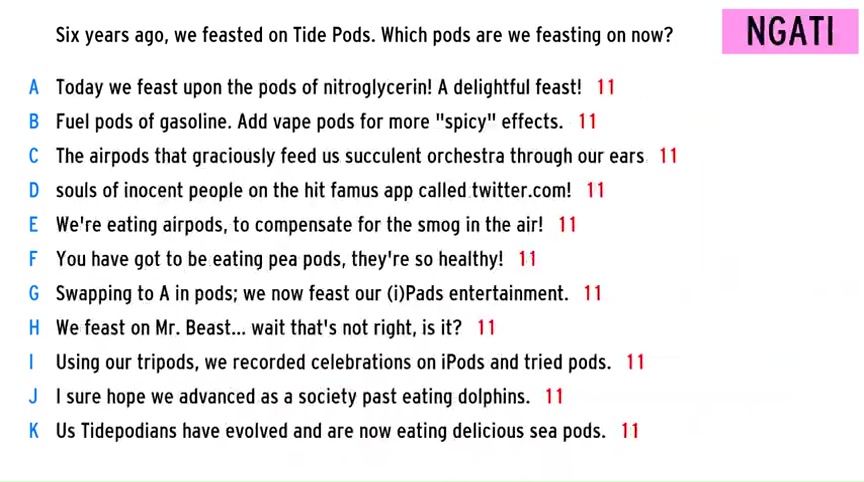 Six years ago, we feasted on Tide Pods. Which pods are we feasting on now?
NGATI
A Today we feast upon the pods of nitroglycerin! A delightful feast! 11
B Fuel pods of gasoline. Add vape pods for more "spicy" effects. 11
C The airpods that graciously feed us succulent orchestra through our ears 11
D souls of inocent people on the hit famus app called twitter.com! 11
E We're eating airpods, to compensate for the smog in the air! 11
F You have got to be eating pea pods, they're so healthy! 11
G Swapping to A in pods; we now feast our (i)Pads entertainment. 11
H We feast on Mr. Beast... wait that's not right, is it? 11
I Using our tripods, we recorded celebrations on iPods and tried pods. 11
J I sure hope we advanced as a society past eating dolphins. 11
K Us Tidepodians have evolved and are now eating delicious sea pods. 11